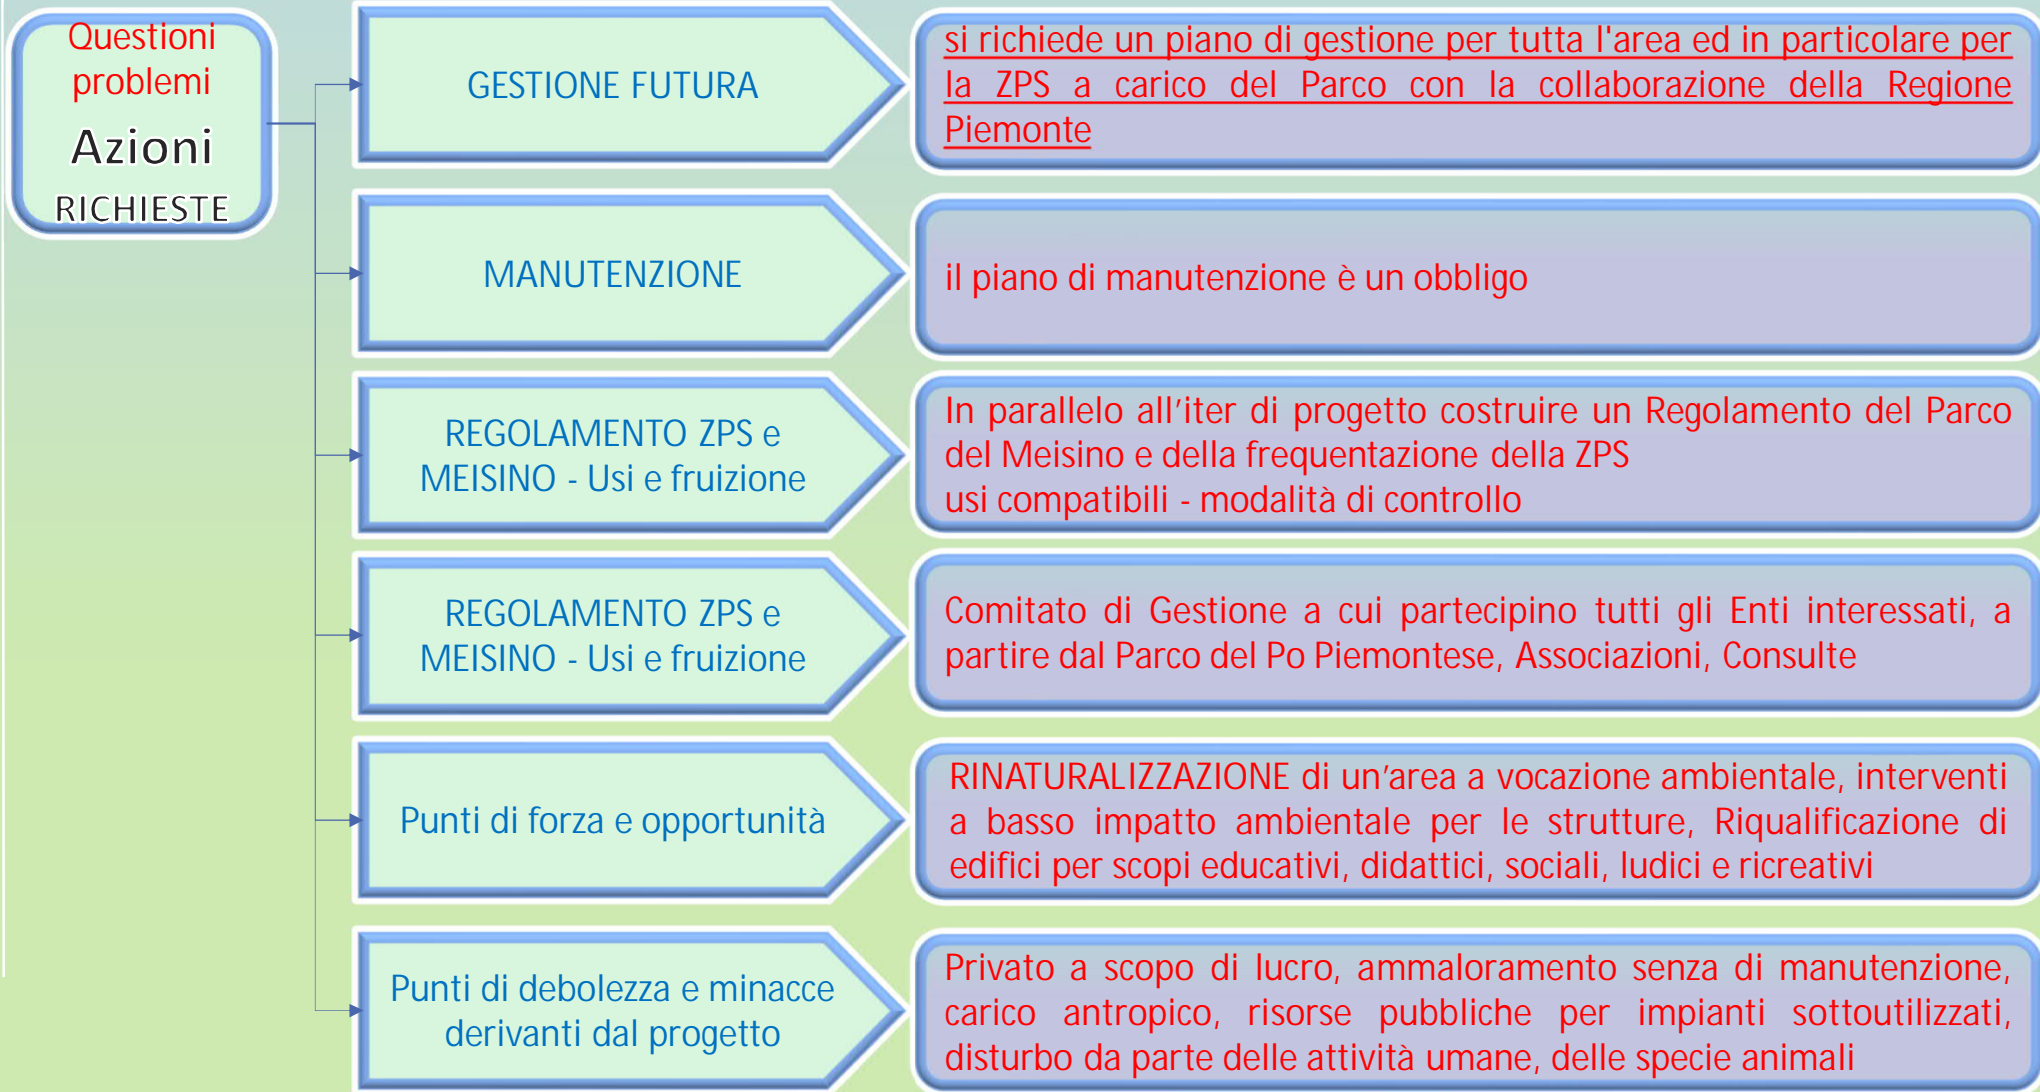 Questioni
problemi
Azioni
RICHIESTE
GESTIONE FUTURA
si richiede un piano di gestione per tutta l'area ed in particolare per
la ZPS a carico del Parco con la collaborazione della Regione
Piemonte
MANUTENZIONE
il piano di manutenzione è un obbligo
REGOLAMENTO ZPS e
MEISINO - Usi e fruizione
In parallelo all’iter di progetto costruire un Regolamento del Parco
del Meisino e della frequentazione della ZPS
usi compatibili - modalità di controllo
REGOLAMENTO ZPS e
MEISINO - Usi e fruizione
Comitato di Gestione a cui partecipino tutti gli Enti interessati, a
partire dal Parco del Po Piemontese, Associazioni, Consulte
Punti di forza e opportunità
RINATURALIZZAZIONE di un’area a vocazione ambientale, interventi
a basso impatto ambientale per le strutture, Riqualificazione di
edifici per scopi educativi, didattici, sociali, ludici e ricreativi
Punti di debolezza e minacce
derivanti dal progetto
Privato a scopo di lucro, ammaloramento senza di manutenzione,
carico antropico, risorse pubbliche per impianti sottoutilizzati,
disturbo da parte delle attività umane, delle specie animali